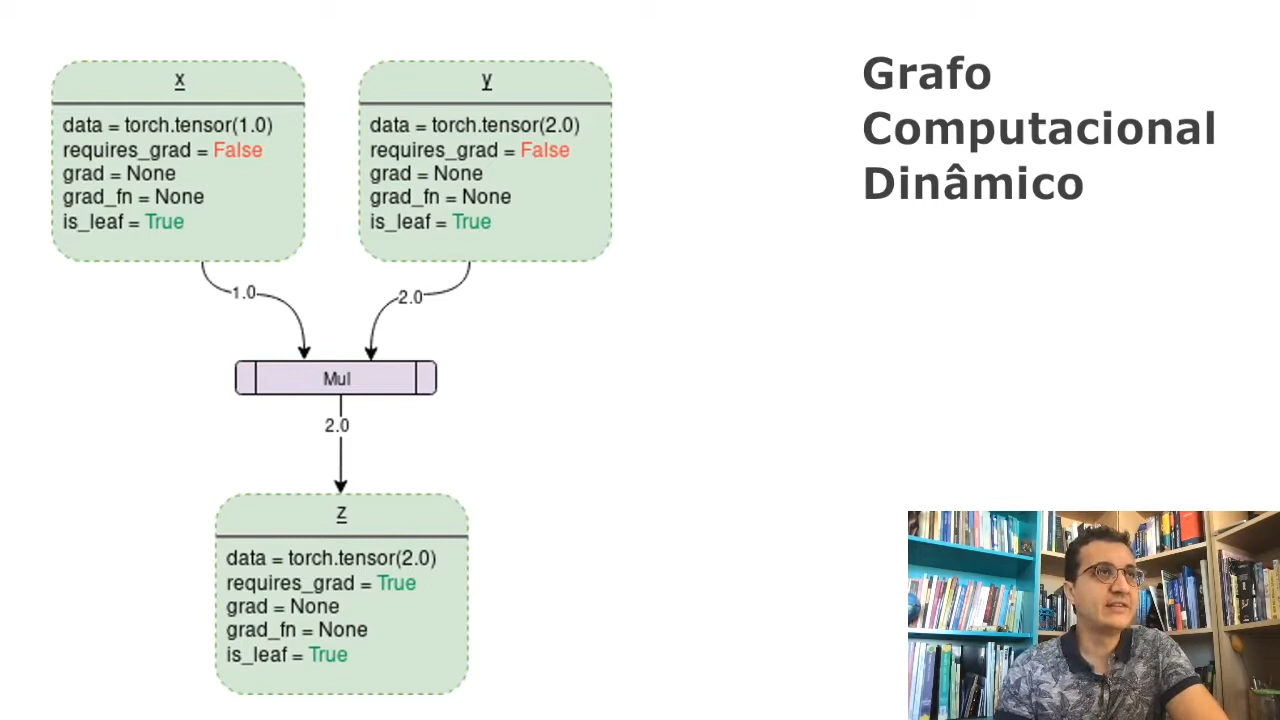 x
data = torch.tensor(1.0)
requires_grad = False
grad = None
grad_fn = None
is_leaf = True
y
data = torch.tensor(2.0)
requires_grad = False
grad = None
grad_fn = None
is_leaf = True
1.0
2.0
Mul
2.0
z
data = torch.tensor(2.0)
requires_grad = True
grad = None
grad_fn = None
is_leaf = True
Grafo
Computacional
Dinâmico